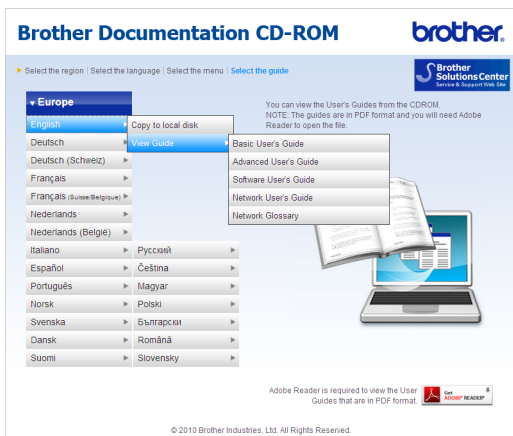 Brother Documentation CD-ROM
brother
Select the region | Select the language | Select the menu | Select the guide
Brother
SolutionsCenter
Service & Support Web Site
Europe
You can view the User's Guides from the CDROM.
NOTE: The guides are in PDF format and you will need Adobe
Reader to open the file.
English
Copy to local disk
Deutsch
View Guide
Basic User's Guide
Deutsch (Schweiz)
Advanced User's Guide
Français
Software User's Guide
Français (Suisse/Belgique)
Network User's Guide
Nederlands
Network Glossary
Nederlands (België)
Italiano
Русский
Español
Čeština
Português
Magyar
Norsk
Polski
Svenska
Български
Dansk
Română
Suomi
Slovensky
Adobe Reader is required to view the User
Guides that are in PDF format.
Get
ADOBE® READER®
© 2010 Brother Industries, Ltd. All Rights Reserved.